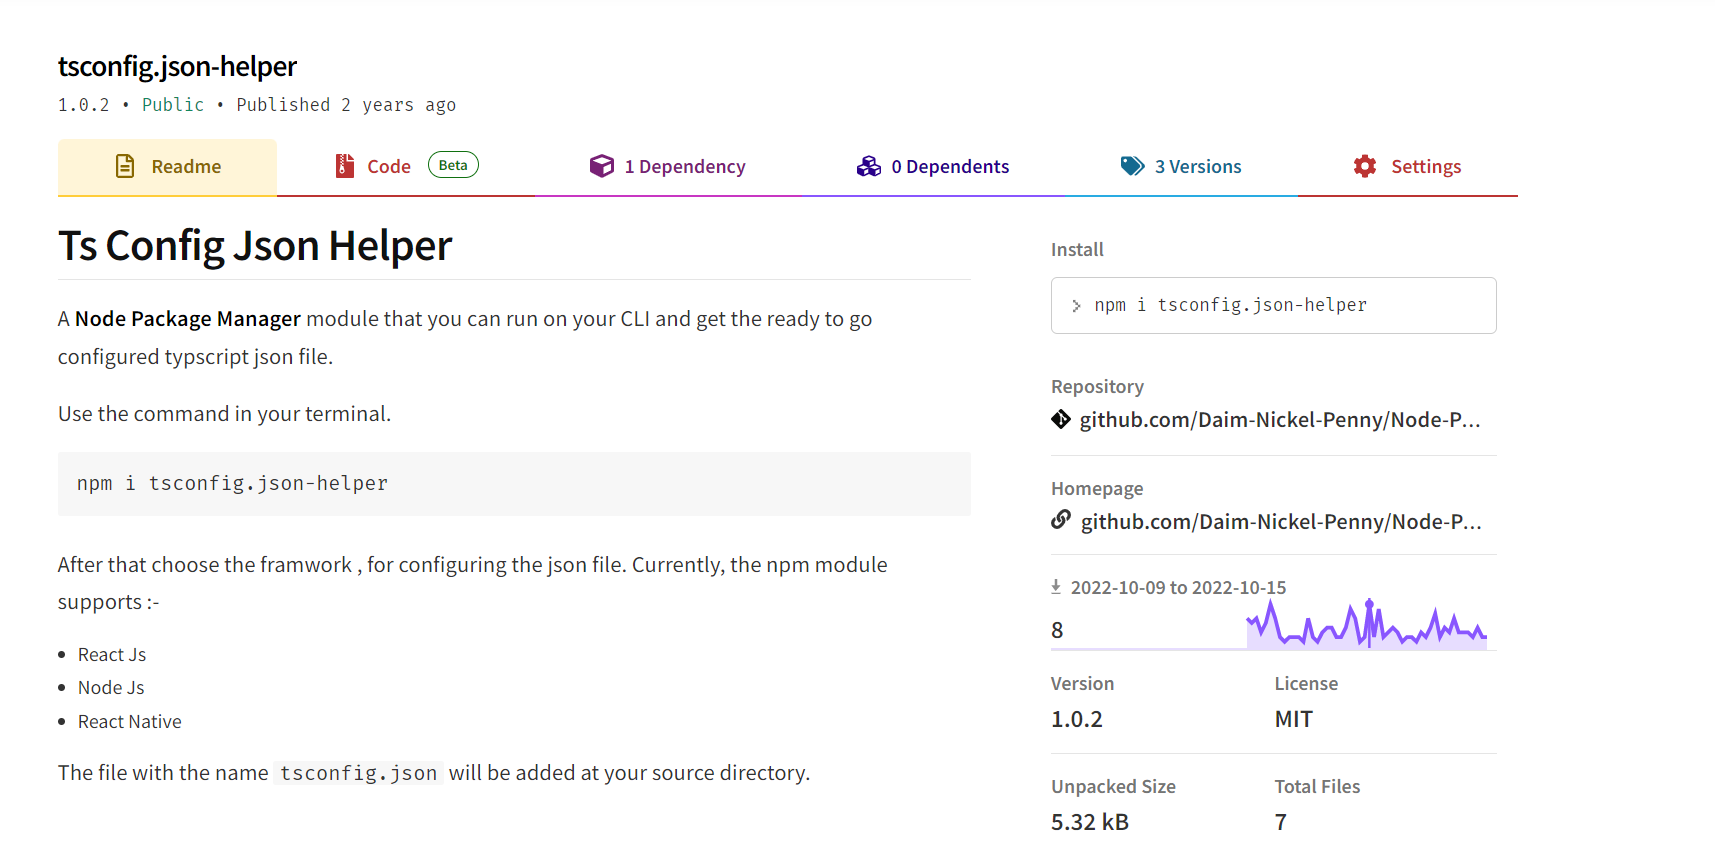 tsconfig.json-helper
1.0.2 • Public • Published 2 years ago
Readme
Code Beta
1 Dependency
0 Dependents
3 Versions
Settings
Ts Config Json Helper
A Node Package Manager module that you can run on your CLI and get the ready to go
configured typscript json file.
Use the command in your terminal.
npm i tsconfig.json-helper
After that choose the framwork , for configuring the json file. Currently, the npm module
supports :-
• React Js
• Node Js
• React Native
The file with the name tsconfig.json will be added at your source directory.
Install
> npm i tsconfig.json-helper
Repository
github.com/Daim-Nickel-Penny/Node-P...
Homepage
github.com/Daim-Nickel-Penny/Node-P...
2022-10-09 to 2022-10-15
8
Version
License
1.0.2
MIT
Unpacked Size
Total Files
5.32 kB
7